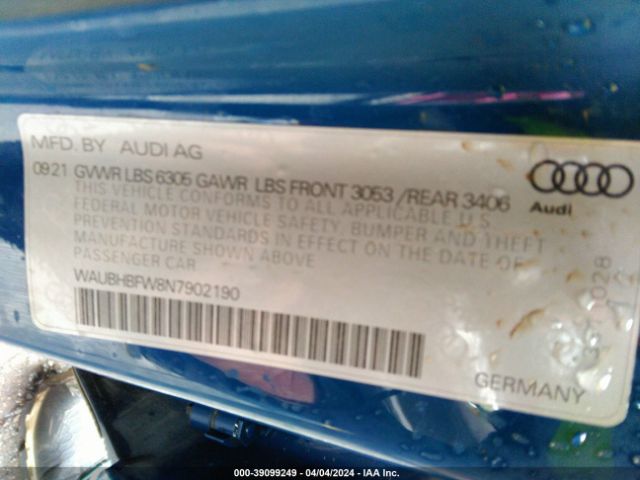 MFD. BY AUDI AG
09 21 GVWR LBS 6305 GAWR LBS FRONT 3053 /REAR 3406
THIS VEHICLE CONFORMS TO ALL APPLICABLE U.S.
FEDERAL MOTOR VEHICLE SAFETY, BUMPER AND THEFT
PREVENTION STANDARDS IN EFFECT ON THE DATE OF
MANUFACTURE SHOWN ABOVE
PASSENGER CAR
WAUBHBFW8N7902190
Audi
GERMANY
000-39099249 - 04/04/2024 - IAA Inc.